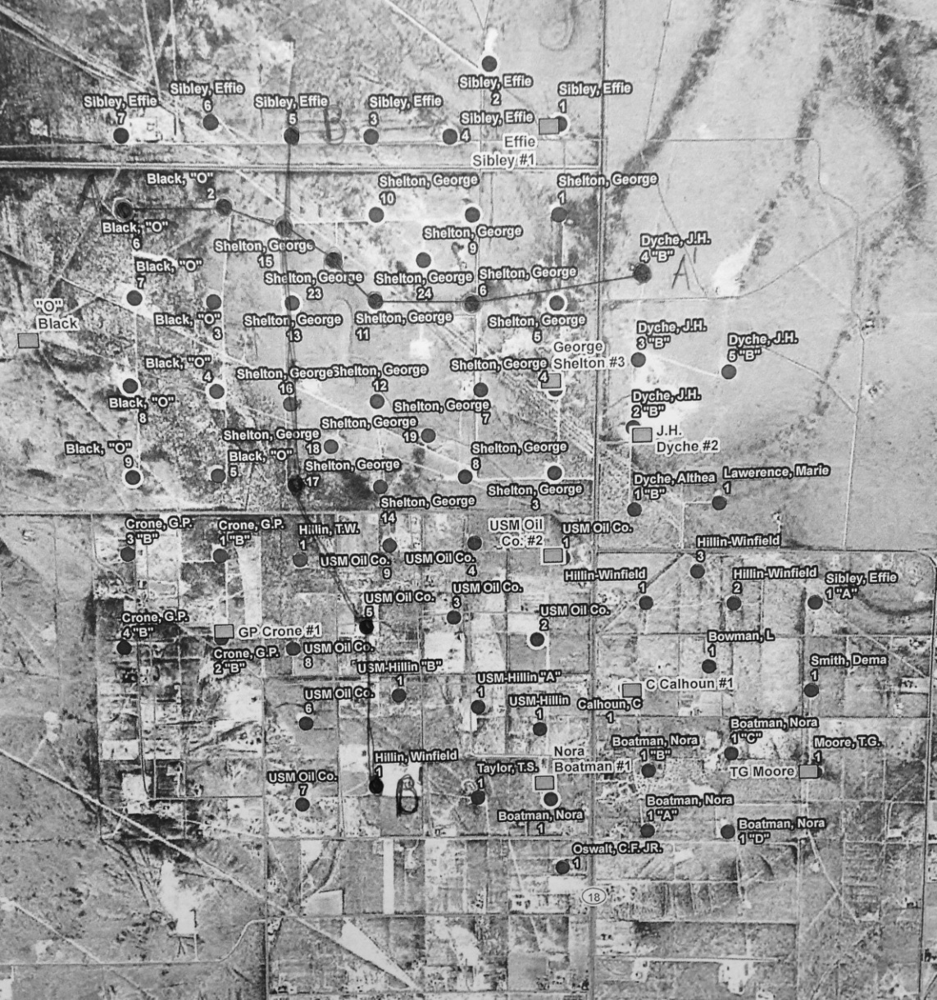 Sibley, Effie
2
Sibley, Effie
7
Sibley, Effie
6
Sibley, Effie
5
Sibley, Effie
3
Sibley, Effie
4
Sibley, Effie
1
B
Effie
Sibley #1
Black, "O"
2
Shelton, George
10
Shelton, George
1
Black, "O"
6
Shelton, George
15
Shelton, George
9
Dyche, J.H.
4 "B"
A'
Black, "O"
7
Shelton, George
23
Shelton, George
24
Shelton, George
6
"O"
Black
Black, "O"
3
Shelton, George
13
Shelton, George
11
Shelton, George
5
Dyche, J.H.
3 "B"
Dyche, J.H.
5 "B"
George
Shelton #3
Black, "O"
4
Shelton, George
16
Shelton, George
12
Shelton, George
4
Black, "O"
8
Shelton, George
7
Dyche, J.H.
2 "B"
J.H.
Dyche #2
Shelton, George
18
Shelton, George
19
Black, "O"
9
Black, "O"
5
Shelton, George
17
Shelton, George
8
Shelton, George
3
Dyche, Althea
1 "B"
Lawerence, Marie
1
Shelton, George
14
Crone, G.P.
3 "B"
Crone, G.P.
1 "B"
Hillin, T.W.
1
USM Oil
Co. #2
USM Oil Co.
1
USM Oil Co.
9
USM Oil Co.
4
Hillin-Winfield
3
Hillin-Winfield
1
Hillin-Winfield
2
Sibley, Effie
1 "A"
USM Oil Co.
5
USM Oil Co.
3
USM Oil Co.
2
Crone, G.P.
4 "B"
GP Crone #1
Crone, G.P.
2 "B"
USM Oil Co.
8
Bowman, L
1
USM-Hillin "B"
1
USM-Hillin "A"
1
Smith, Dema
1
C Calhoun #1
USM Oil Co.
6
USM-Hillin
1
Calhoun, C
1
Boatman, Nora
1 "C"
Boatman, Nora
1 "B"
Moore, T.G.
1
TG Moore
Hillin, Winfield
1
Nora
Boatman #1
USM Oil Co.
7
B
Taylor, T.S.
1
Boatman, Nora
1
Boatman, Nora
1 "A"
Boatman, Nora
1 "D"
Oswalt, C.F. JR.
1
18